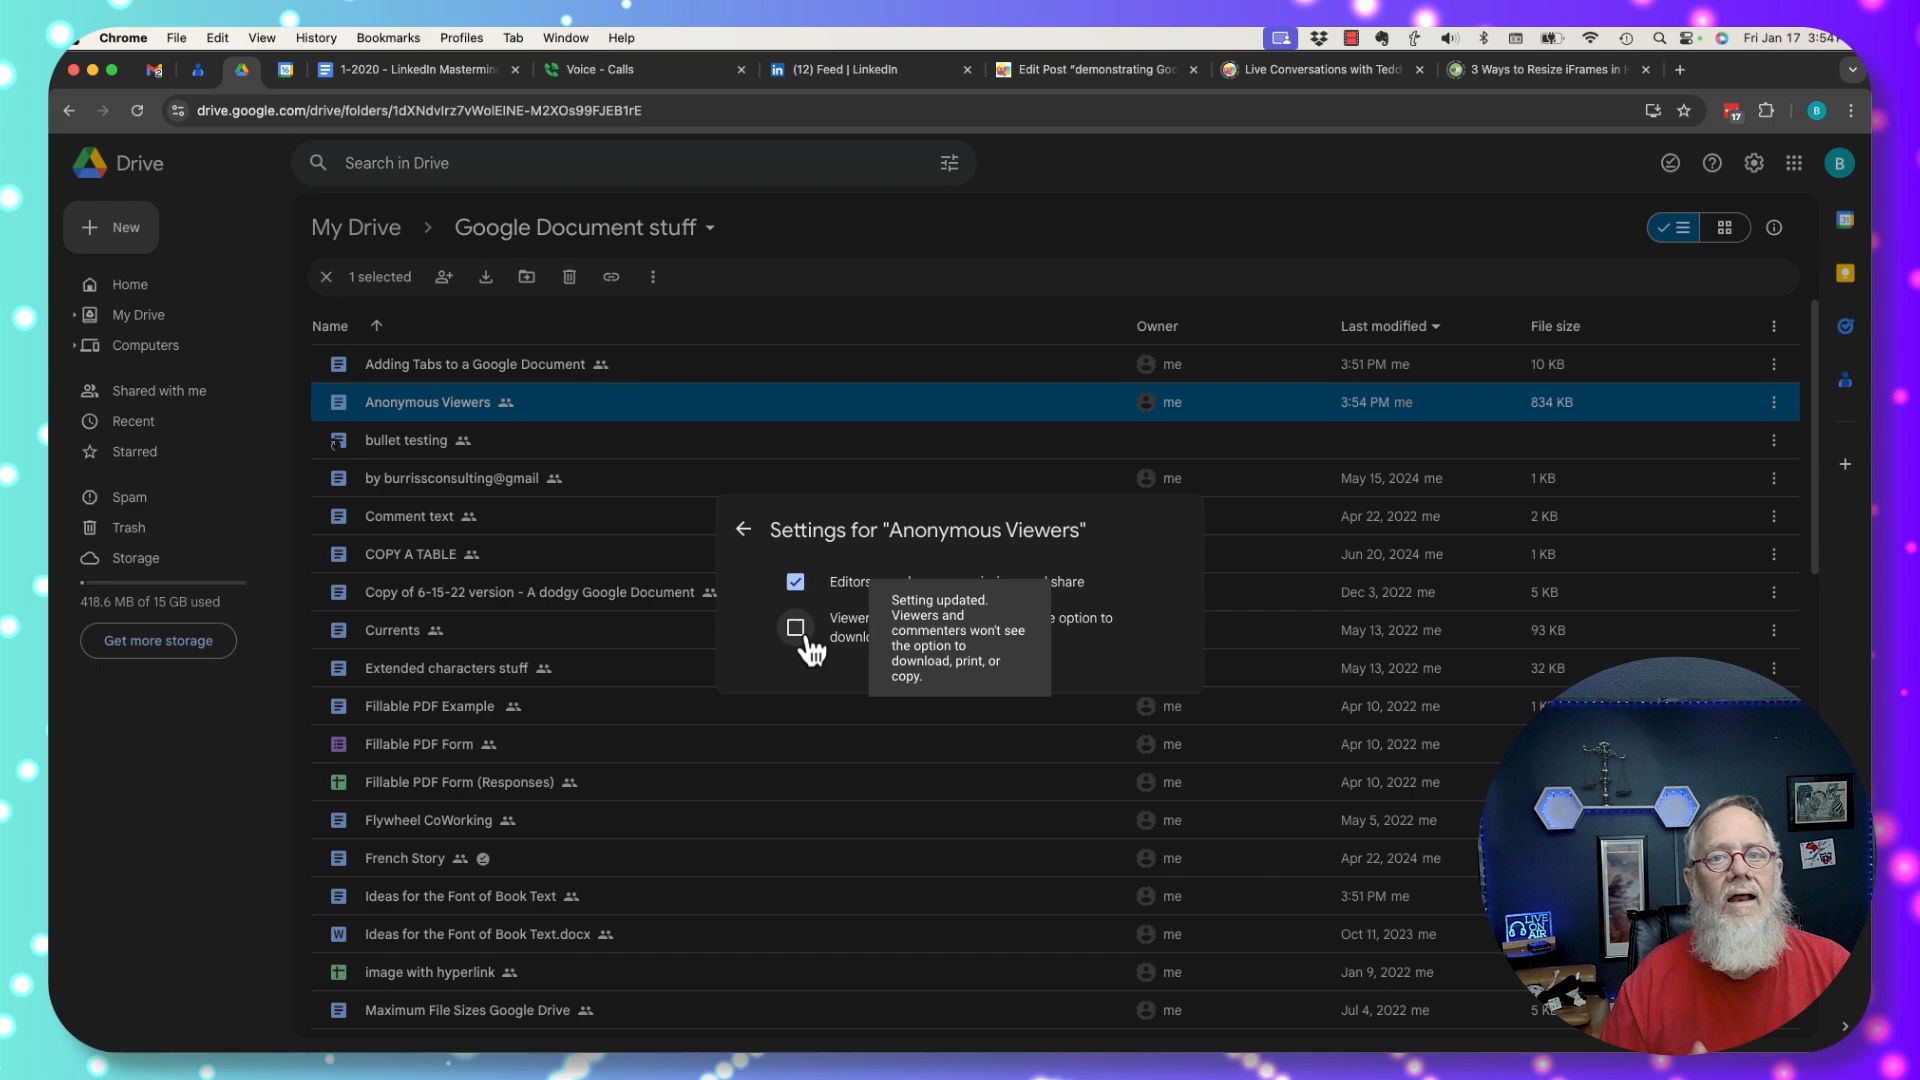 Chrome File Edit View History Bookmarks Profiles Tab Window Help Fri Jan 17 3:54
1-2020 - LinkedIn Mastermin Voice - Calls (12) Feed | LinkedIn Edit Post "demonstrating Goo Live Conversations with Tedd 3 Ways to Resize iFrames in
drive.google.com/drive/folders/1dXNdvIrz7vWolEINE-M2XOs99FJEB1rE 17 B
Drive Search in Drive B
New
My Drive Google Document stuff
1 selected
Home
My Drive
Computers
Shared with me
Recent
Starred
Spam
Trash
Storage
418.6 MB of 15 GB used
Get more storage
Name Owner Last modified File size
Adding Tabs to a Google Document me 3:51 PM me 10 KB
Anonymous Viewers me 3:54 PM me 834 KB
bullet testing
by burrissconsulting@gmail me May 15, 2024 me 1 KB
Comment text Apr 22, 2022 me 2 KB
COPY A TABLE Jun 20, 2024 me 1 KB
Copy of 6-15-22 version - A dodgy Google Document Dec 3, 2022 me 5 KB
Currents May 13, 2022 me 93 KB
Extended characters stuff May 13, 2022 me 32 KB
Fillable PDF Example me Apr 10, 2022 me
Fillable PDF Form me Apr 10, 2022 me
Fillable PDF Form (Responses) me Apr 10, 2022 me
Flywheel CoWorking me May 5, 2022 me
French Story me Apr 22, 2024 me
Ideas for the Font of Book Text me 3:51 PM me
Ideas for the Font of Book Text.docx me Oct 11, 2023 me
image with hyperlink me Jan 9, 2022 me
Maximum File Sizes Google Drive me Jul 4, 2022 me
Settings for "Anonymous Viewers"
Editors share
Viewer option to
downl
Setting updated.
Viewers and
commenters won't see
the option to
download, print, or
copy.
LIVE
ON
AIR